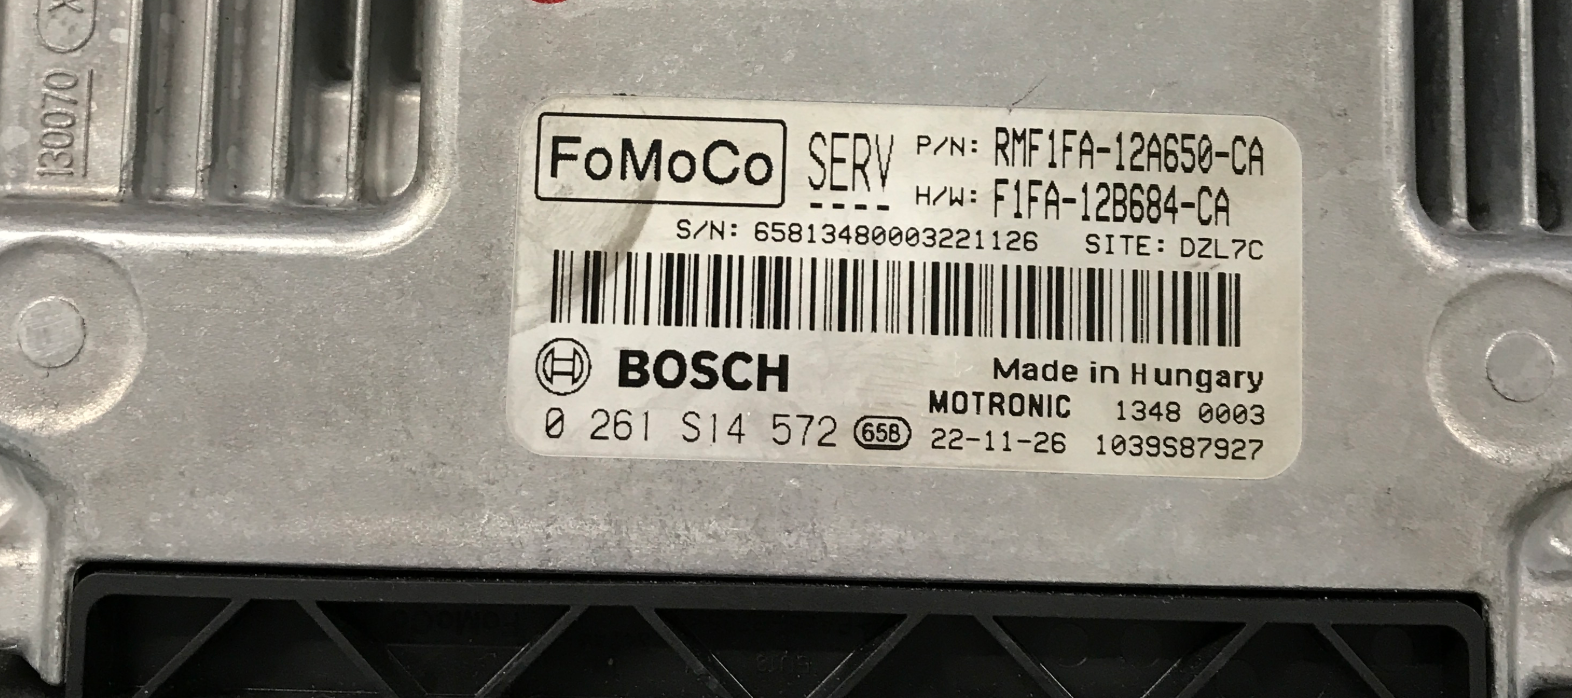 130070
FoMoCo SERV P/N: RMF1FA-12A650-CA
---- H/W: F1FA-12B684-CA
S/N: 65813480003221126 SITE: DZL7C
BOSCH Made in Hungary
MOTRONIC 1348 0003
0 261 S14 572 658 22-11-26 1039S87927